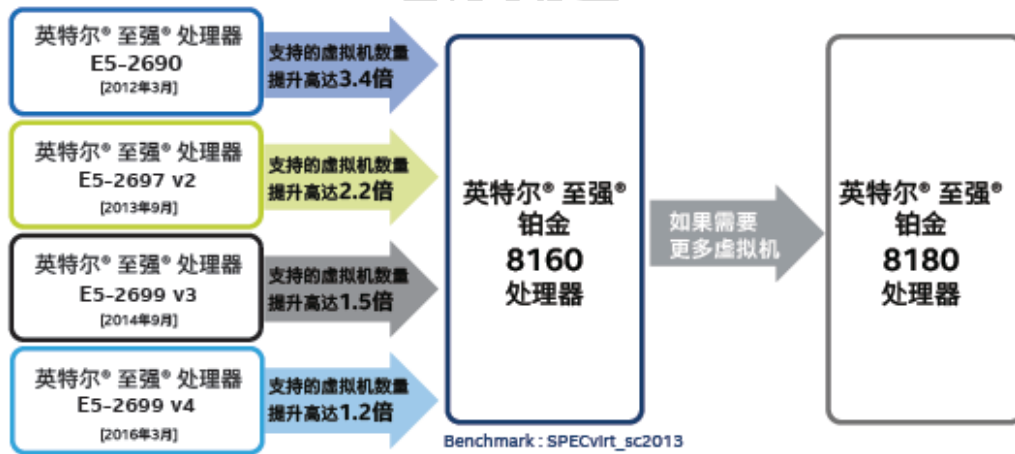 英特尔® 至强® 处理器
E5-2690
[2012年3月]
支持的虚拟机数量
提升高达3.4倍
英特尔® 至强® 处理器
E5-2697 v2
[2013年9月]
支持的虚拟机数量
提升高达2.2倍
英特尔® 至强® 处理器
E5-2699 v3
[2014年9月]
支持的虚拟机数量
提升高达1.5倍
英特尔® 至强® 处理器
E5-2699 v4
[2016年3月]
支持的虚拟机数量
提升高达1.2倍
英特尔® 至强®
铂金
8160
处理器
如果需要
更多虚拟机
英特尔® 至强®
铂金
8180
处理器
Benchmark : SPECvirt_sc2013